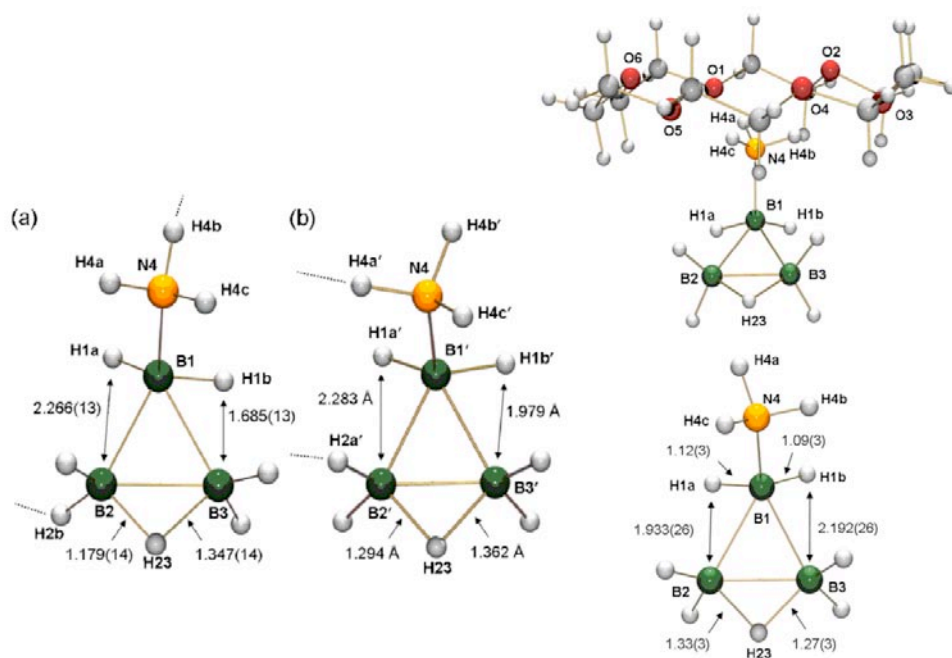 (a)
H4b
H4a
N4
H4c
H1a
B1
H1b
2.266(13)
1.685(13)
B2
B3
H2b
1.179(14)
H23
1.347(14)
(b)
H4b′
H4a′
N4
H4c′
H1a′
B1′
H1b′
2.283 Å
1.979 Å
H2a′
B2′
B3′
1.294 Å
H23
1.362 Å
O6
O1
O2
O5
O4
O3
H4a
H4c
H4b
N4
B1
H1a
H1b
B2
B3
H23
H4a
N4
H4b
H4c
1.12(3)
1.09(3)
H1a
H1b
B1
1.933(26)
2.192(26)
B2
B3
1.33(3)
1.27(3)
H23